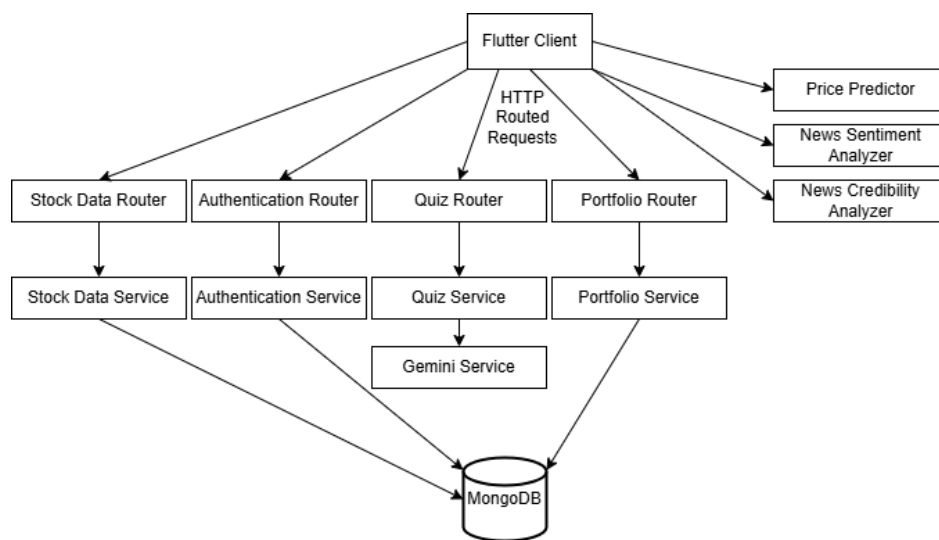 Flutter Client
HTTP
Routed
Requests
Price Predictor
News Sentiment
Analyzer
News Credibility
Analyzer
Stock Data Router
Authentication Router
Quiz Router
Portfolio Router
Stock Data Service
Authentication Service
Quiz Service
Portfolio Service
Gemini Service
MongoDB